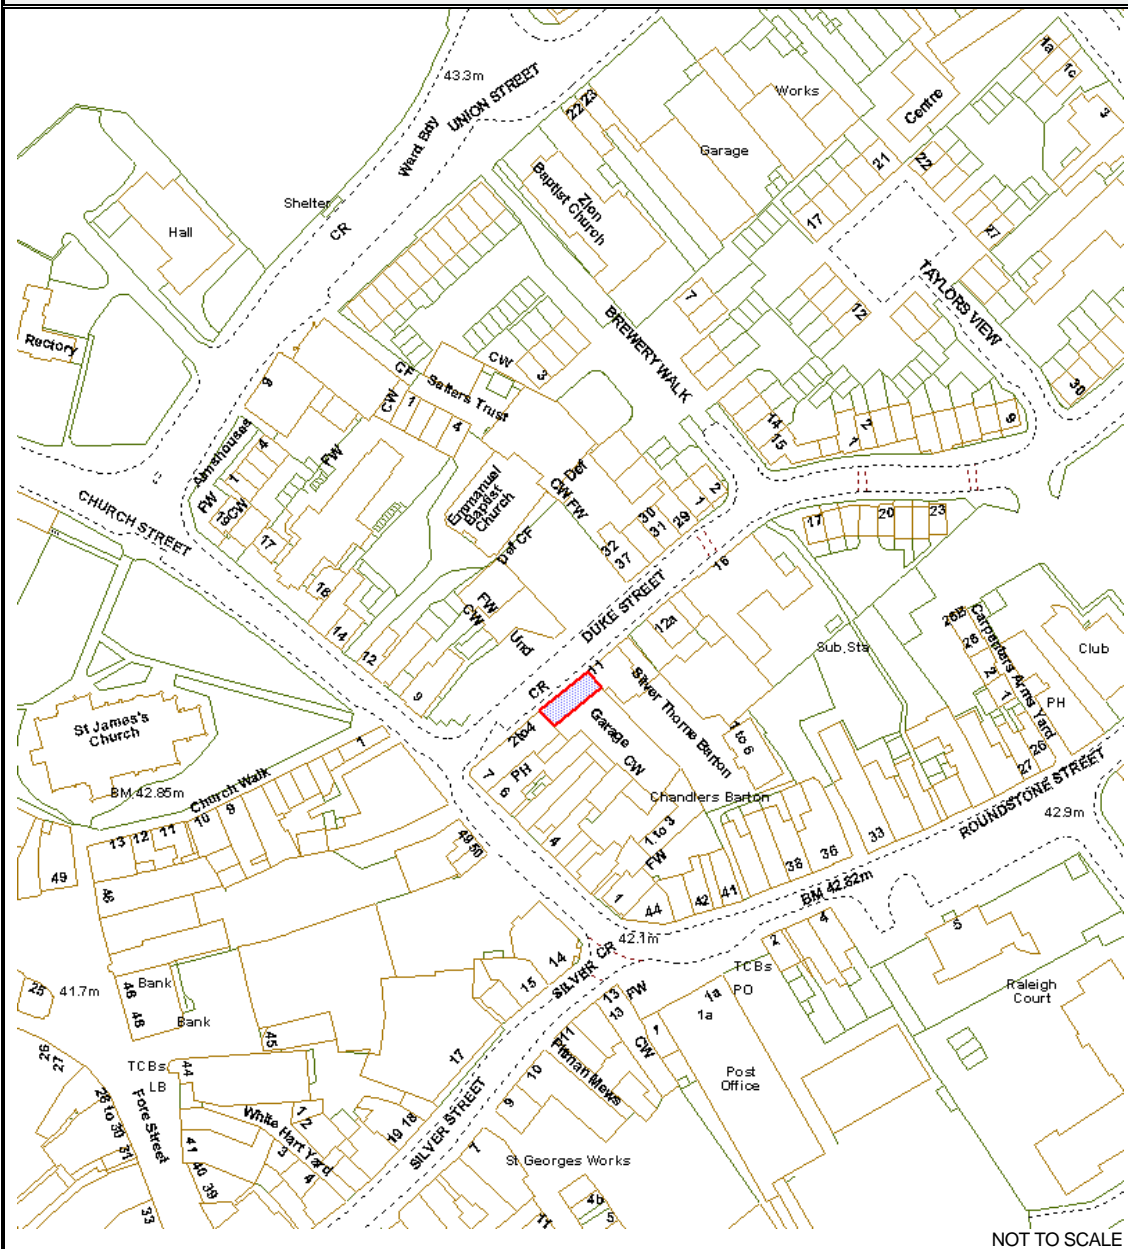 43.3m
UNION STREET
Ward Bdy
22/23
Works
1a
1c
3
Centre
Garage
21
22
Zion
Baptist Church
Shelter
CR
Hall
17
27
TAYLORS VIEW
7
12
BREWERY WALK
Rectory
CW
3
30
CF
Salters Trust
8
CW
1
4
14
15
1
2
9
Almshouses
4
1
FW
FW
CW
19
CHURCH STREET
17
Emmanuel
Baptist
Church
Def
CW
FW
2
1
30
29
31
32
37
17
20
23
Def CF
16
16
14
12
9
FW
CW
Und
DUKE STREET
12a
Sub Sta
26B
26
2
1
Carpenters Arms Yard
Club
PH
26
27
CR
11
St James's
Church
2to4
Garage
CW
Silver Thorne Barton
1 to 6
7
PH
6
4
1
Church Walk
BM 42.85m
Chandlers Barton
1 to 3
FW
ROUNDSTONE STREET
42.9m
13 12 11 10 9
49
49 50
33
36
38
1
44
42
41
BM 42.82m
46
42.1m
2
4
5
14
15
SILVER CR
TCBs
PO
Raleigh
Court
25
41.7m
Bank
46
48
Bank
45
13
13
FW
1a
1a
1
CW
P11
Pitman Mews
Post
Office
26
27
TCBs
LB
44
17
10
9
28 to 30
31
Fore Street
White Hart Yard
1 2
3
4
19 18
41
40
39
33
SILVER STREET
7
St Georges Works
4b
5
11
NOT TO SCALE